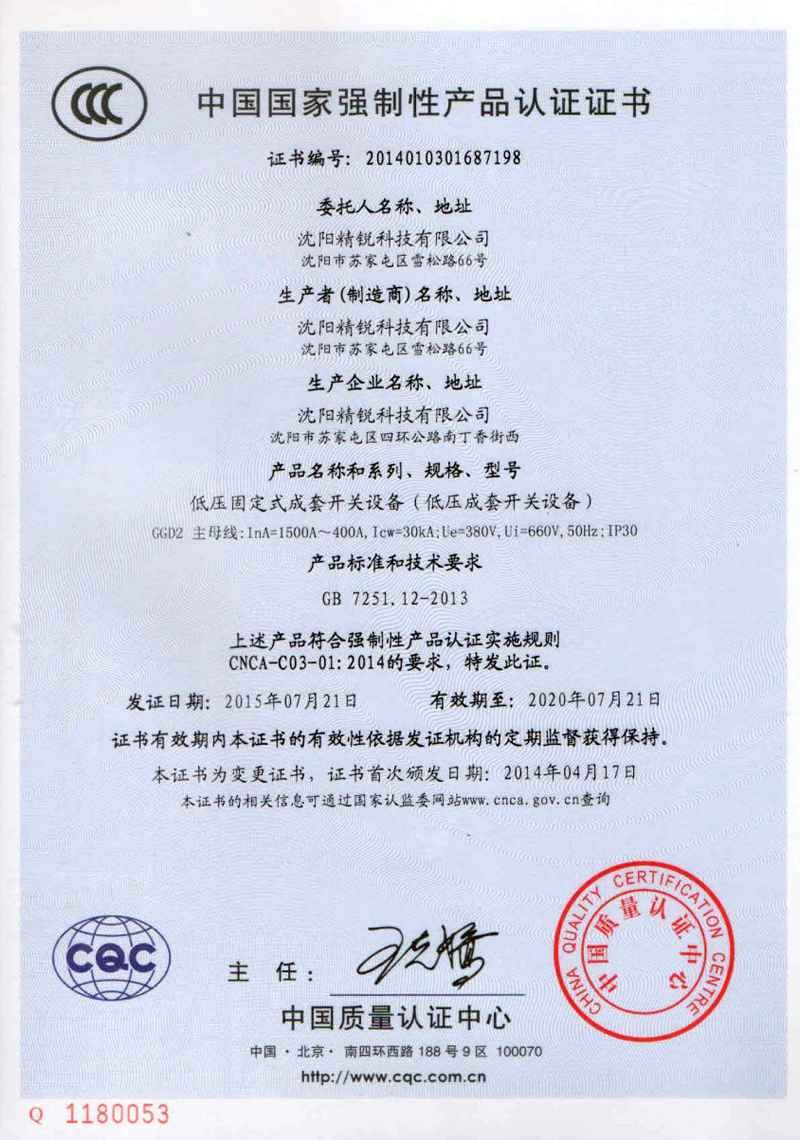 CCC
中国国家强制性产品认证证书
证书编号：2014010301687198
委托人名称、地址
沈阳精锐科技有限公司
沈阳市苏家屯区雪松路66号
生产者(制造商)名称、地址
沈阳精锐科技有限公司
沈阳市苏家屯区雪松路66号
生产企业名称、地址
沈阳精锐科技有限公司
沈阳市苏家屯区四环公路南丁香街西
产品名称和系列、规格、型号
低压固定式成套开关设备（低压成套开关设备）
GGD2 主母线:InA=1500A～400A,Icw=30kA;Ue=380V,Ui=660V,50Hz;IP30
产品标准和技术要求
GB 7251.12-2013
上述产品符合强制性产品认证实施规则
CNCA-C03-01:2014的要求，特发此证。
发证日期：2015年07月21日 有效期至：2020年07月21日
证书有效期内本证书的有效性依据发证机构的定期监督获得保持。
本证书为变更证书，证书首次颁发日期：2014年04月17日
本证书的相关信息可通过国家认监委网站www.cnca.gov.cn查询
CHINA QUALITY CERTIFICATION CENTRE
中国质量认证中心
CQC
主 任：
中国质量认证中心
中国·北京·南四环西路188号9区 100070
http://www.cqc.com.cn
Q 1180053